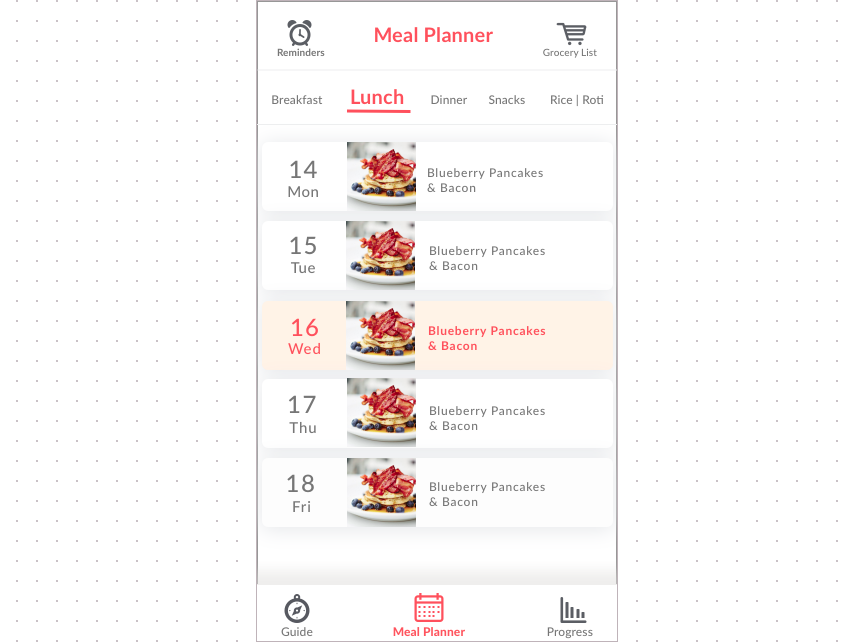 Meal Planner
Reminders
Grocery List
Breakfast Lunch Dinner Snacks Rice | Roti
14
Mon
Blueberry Pancakes
& Bacon
15
Tue
Blueberry Pancakes
& Bacon
16
Wed
Blueberry Pancakes
& Bacon
17
Thu
Blueberry Pancakes
& Bacon
18
Fri
Blueberry Pancakes
& Bacon
Guide Meal Planner Progress